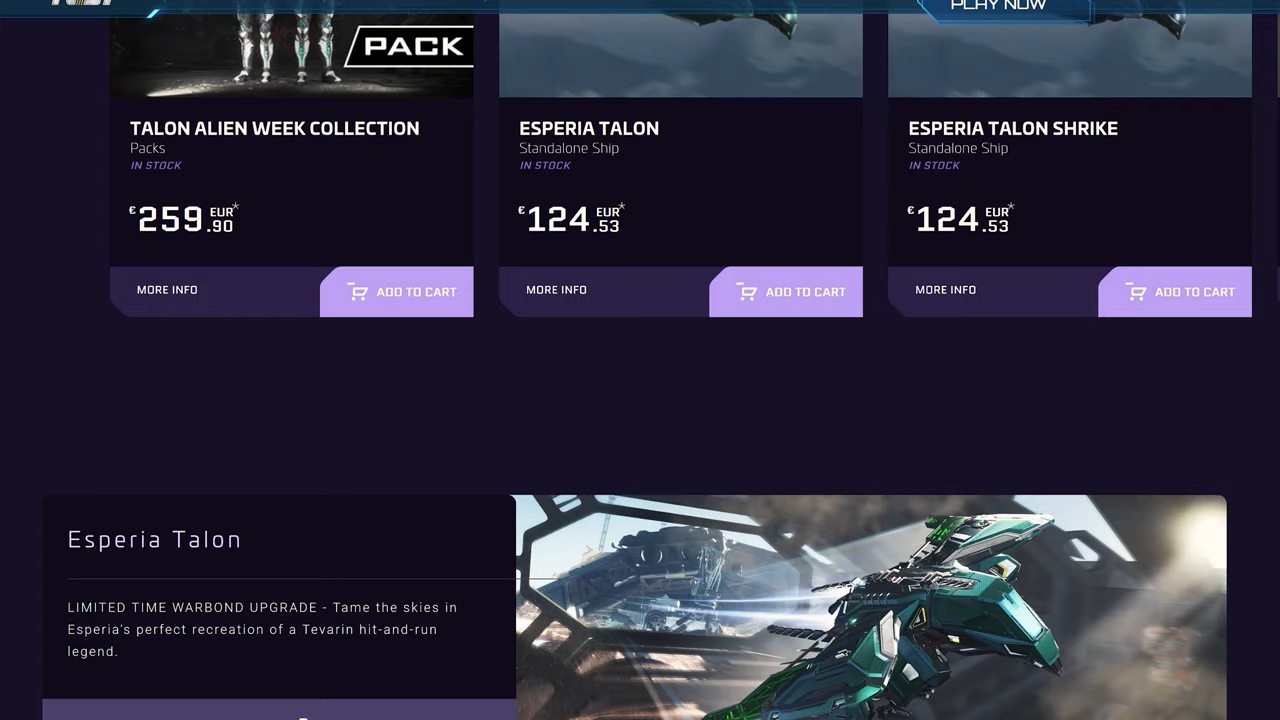 PLAY NOW
PACK
TALON ALIEN WEEK COLLECTION
Packs
IN STOCK
€259.90 EUR*
MORE INFO
ADD TO CART
ESPERIA TALON
Standalone Ship
IN STOCK
€124.53 EUR*
MORE INFO
ADD TO CART
ESPERIA TALON SHRIKE
Standalone Ship
IN STOCK
€124.53 EUR*
MORE INFO
ADD TO CART
Esperia Talon
LIMITED TIME WARBOND UPGRADE - Tame the skies in
Esperia's perfect recreation of a Tevarin hit-and-run
legend.